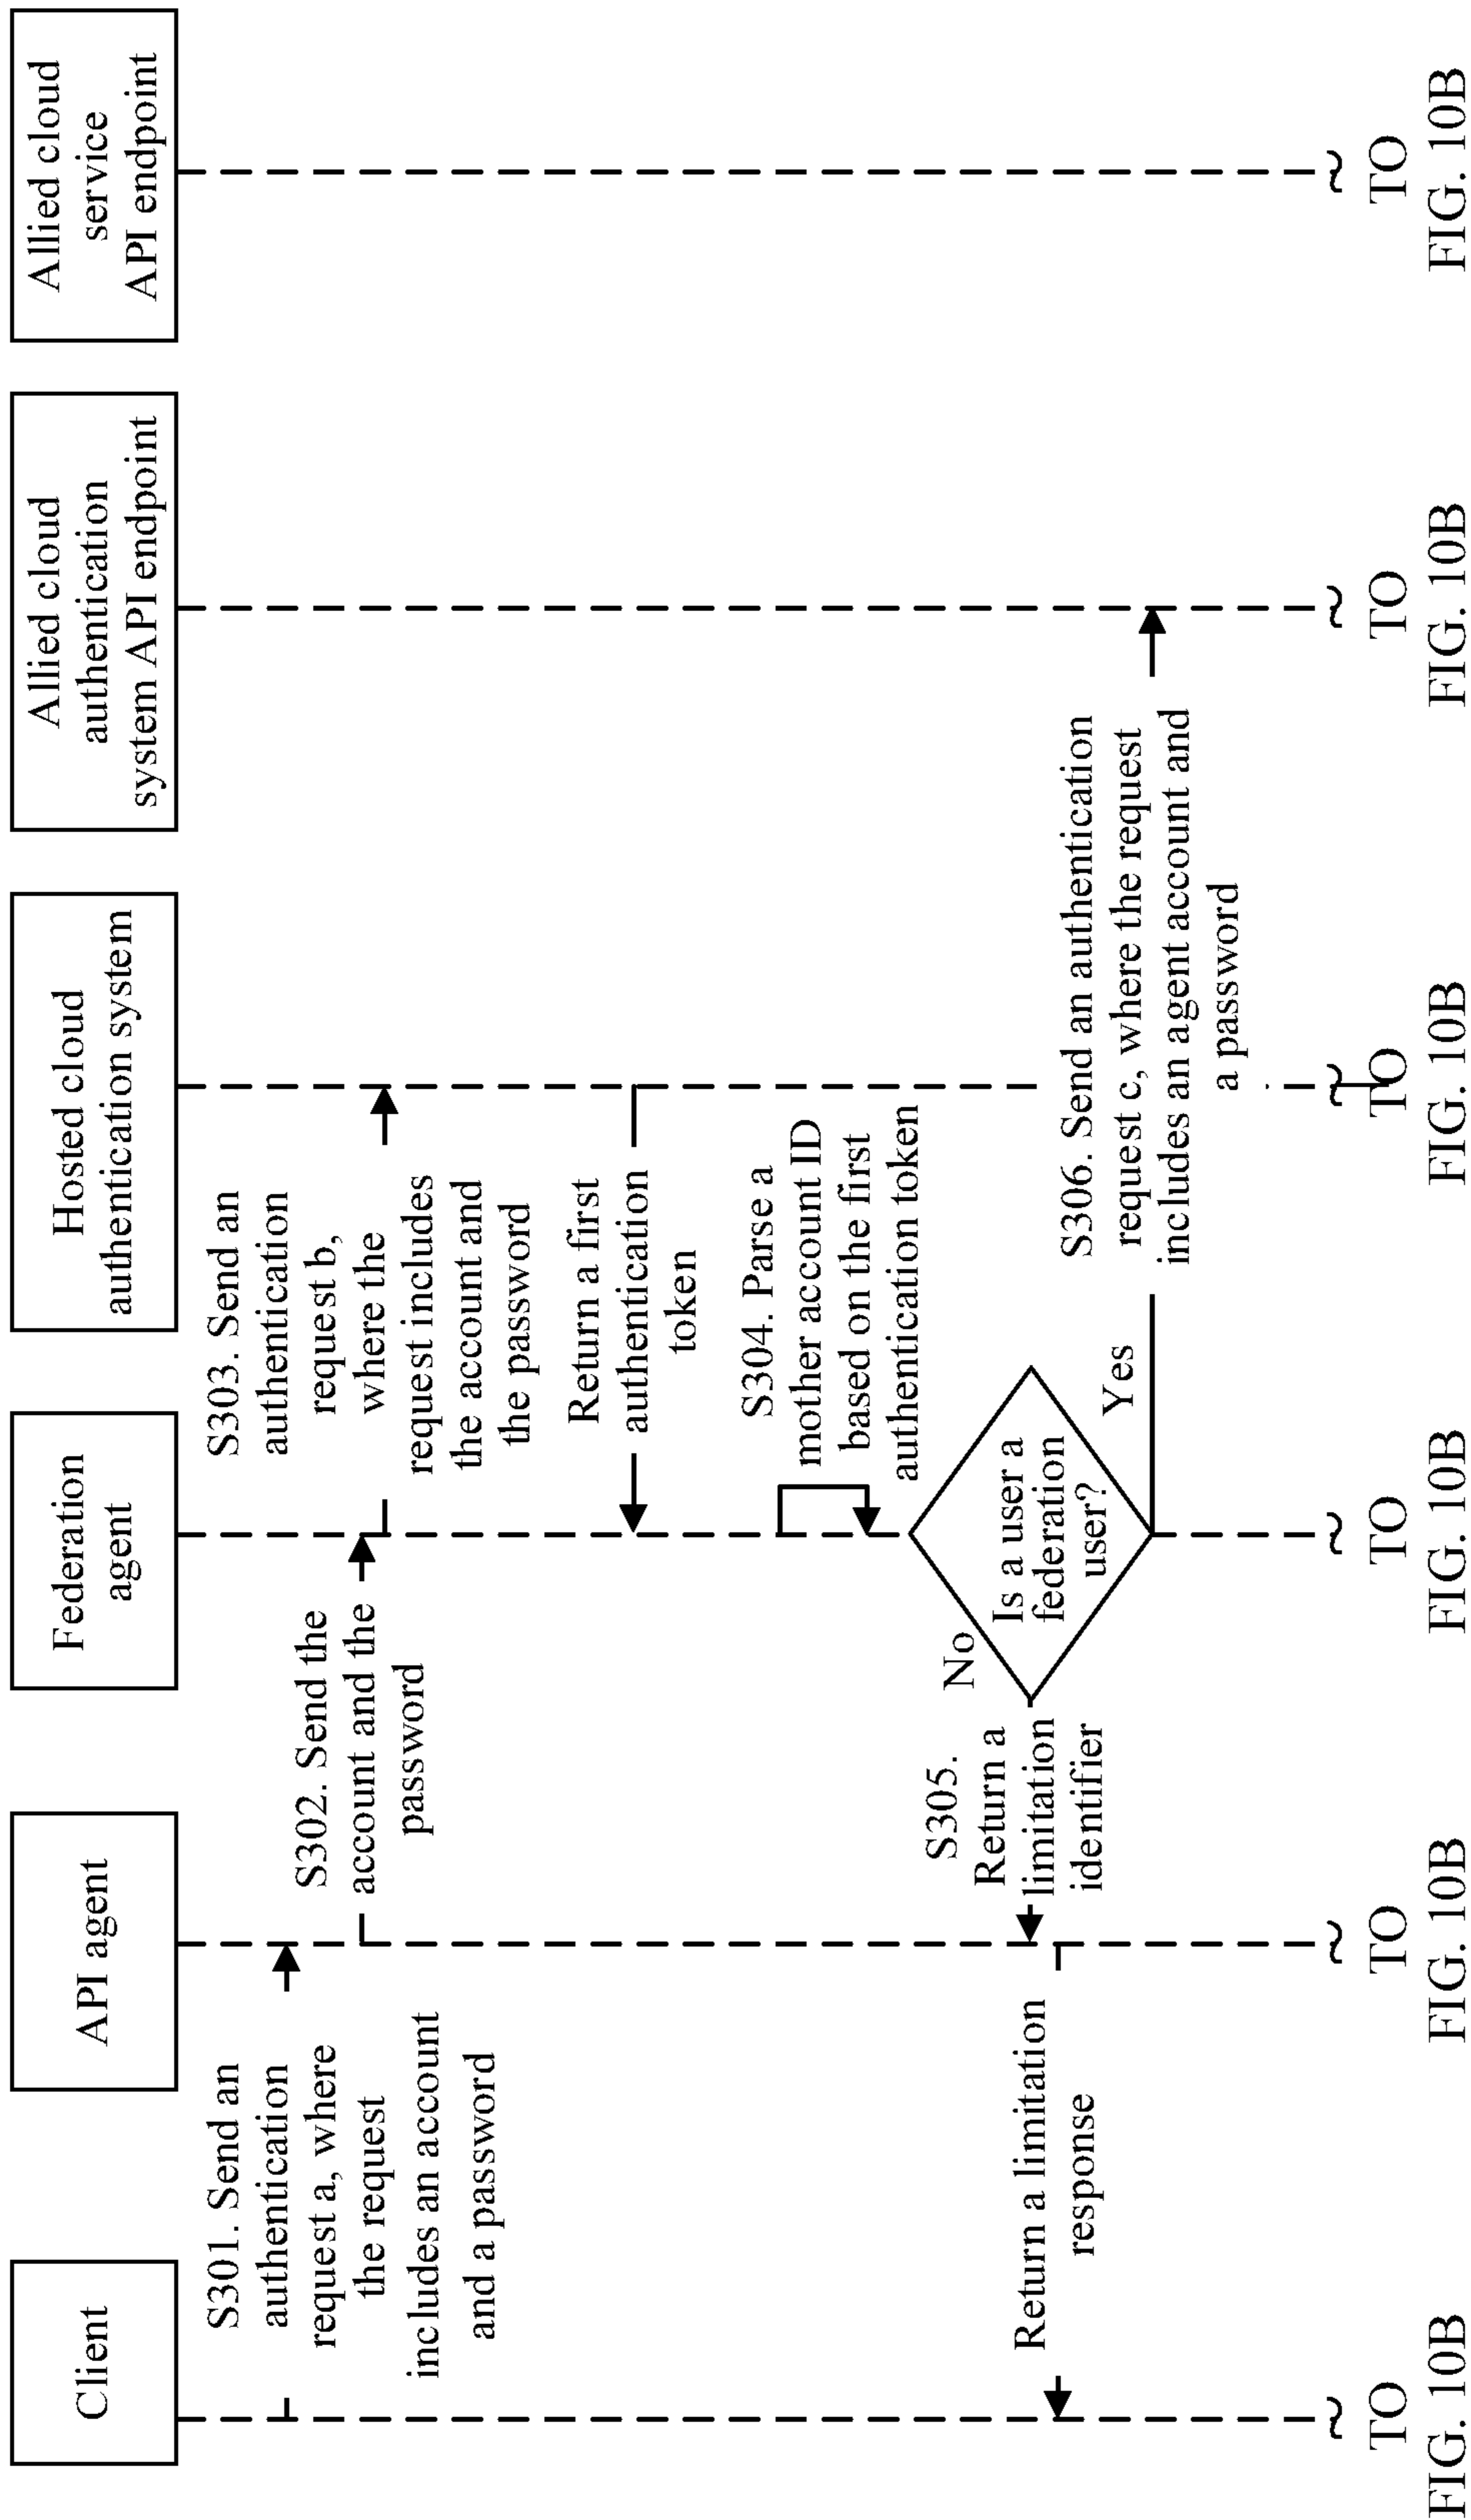 Client
API agent
Federation
agent
Hosted cloud
authentication system
Allied cloud
authentication
system API endpoint
Allied cloud
service
API endpoint
S301. Send an
authentication
request a, where
the request
includes an account
and a password
S302. Send the
account and the
password
S303. Send an
authentication
request b,
where the
request includes
the account and
the password
Return a first
authentication
token
S304. Parse a
mother account ID
based on the first
authentication token
Is a user a
federation
user?
No
Yes
S305.
Return a
limitation
identifier
Return a limitation
response
S306. Send an authentication
request c, where the request
includes an agent account and
a password
TO
FIG. 10B
TO
FIG. 10B
TO
FIG. 10B
TO
FIG. 10B
TO
FIG. 10B
TO
FIG. 10B